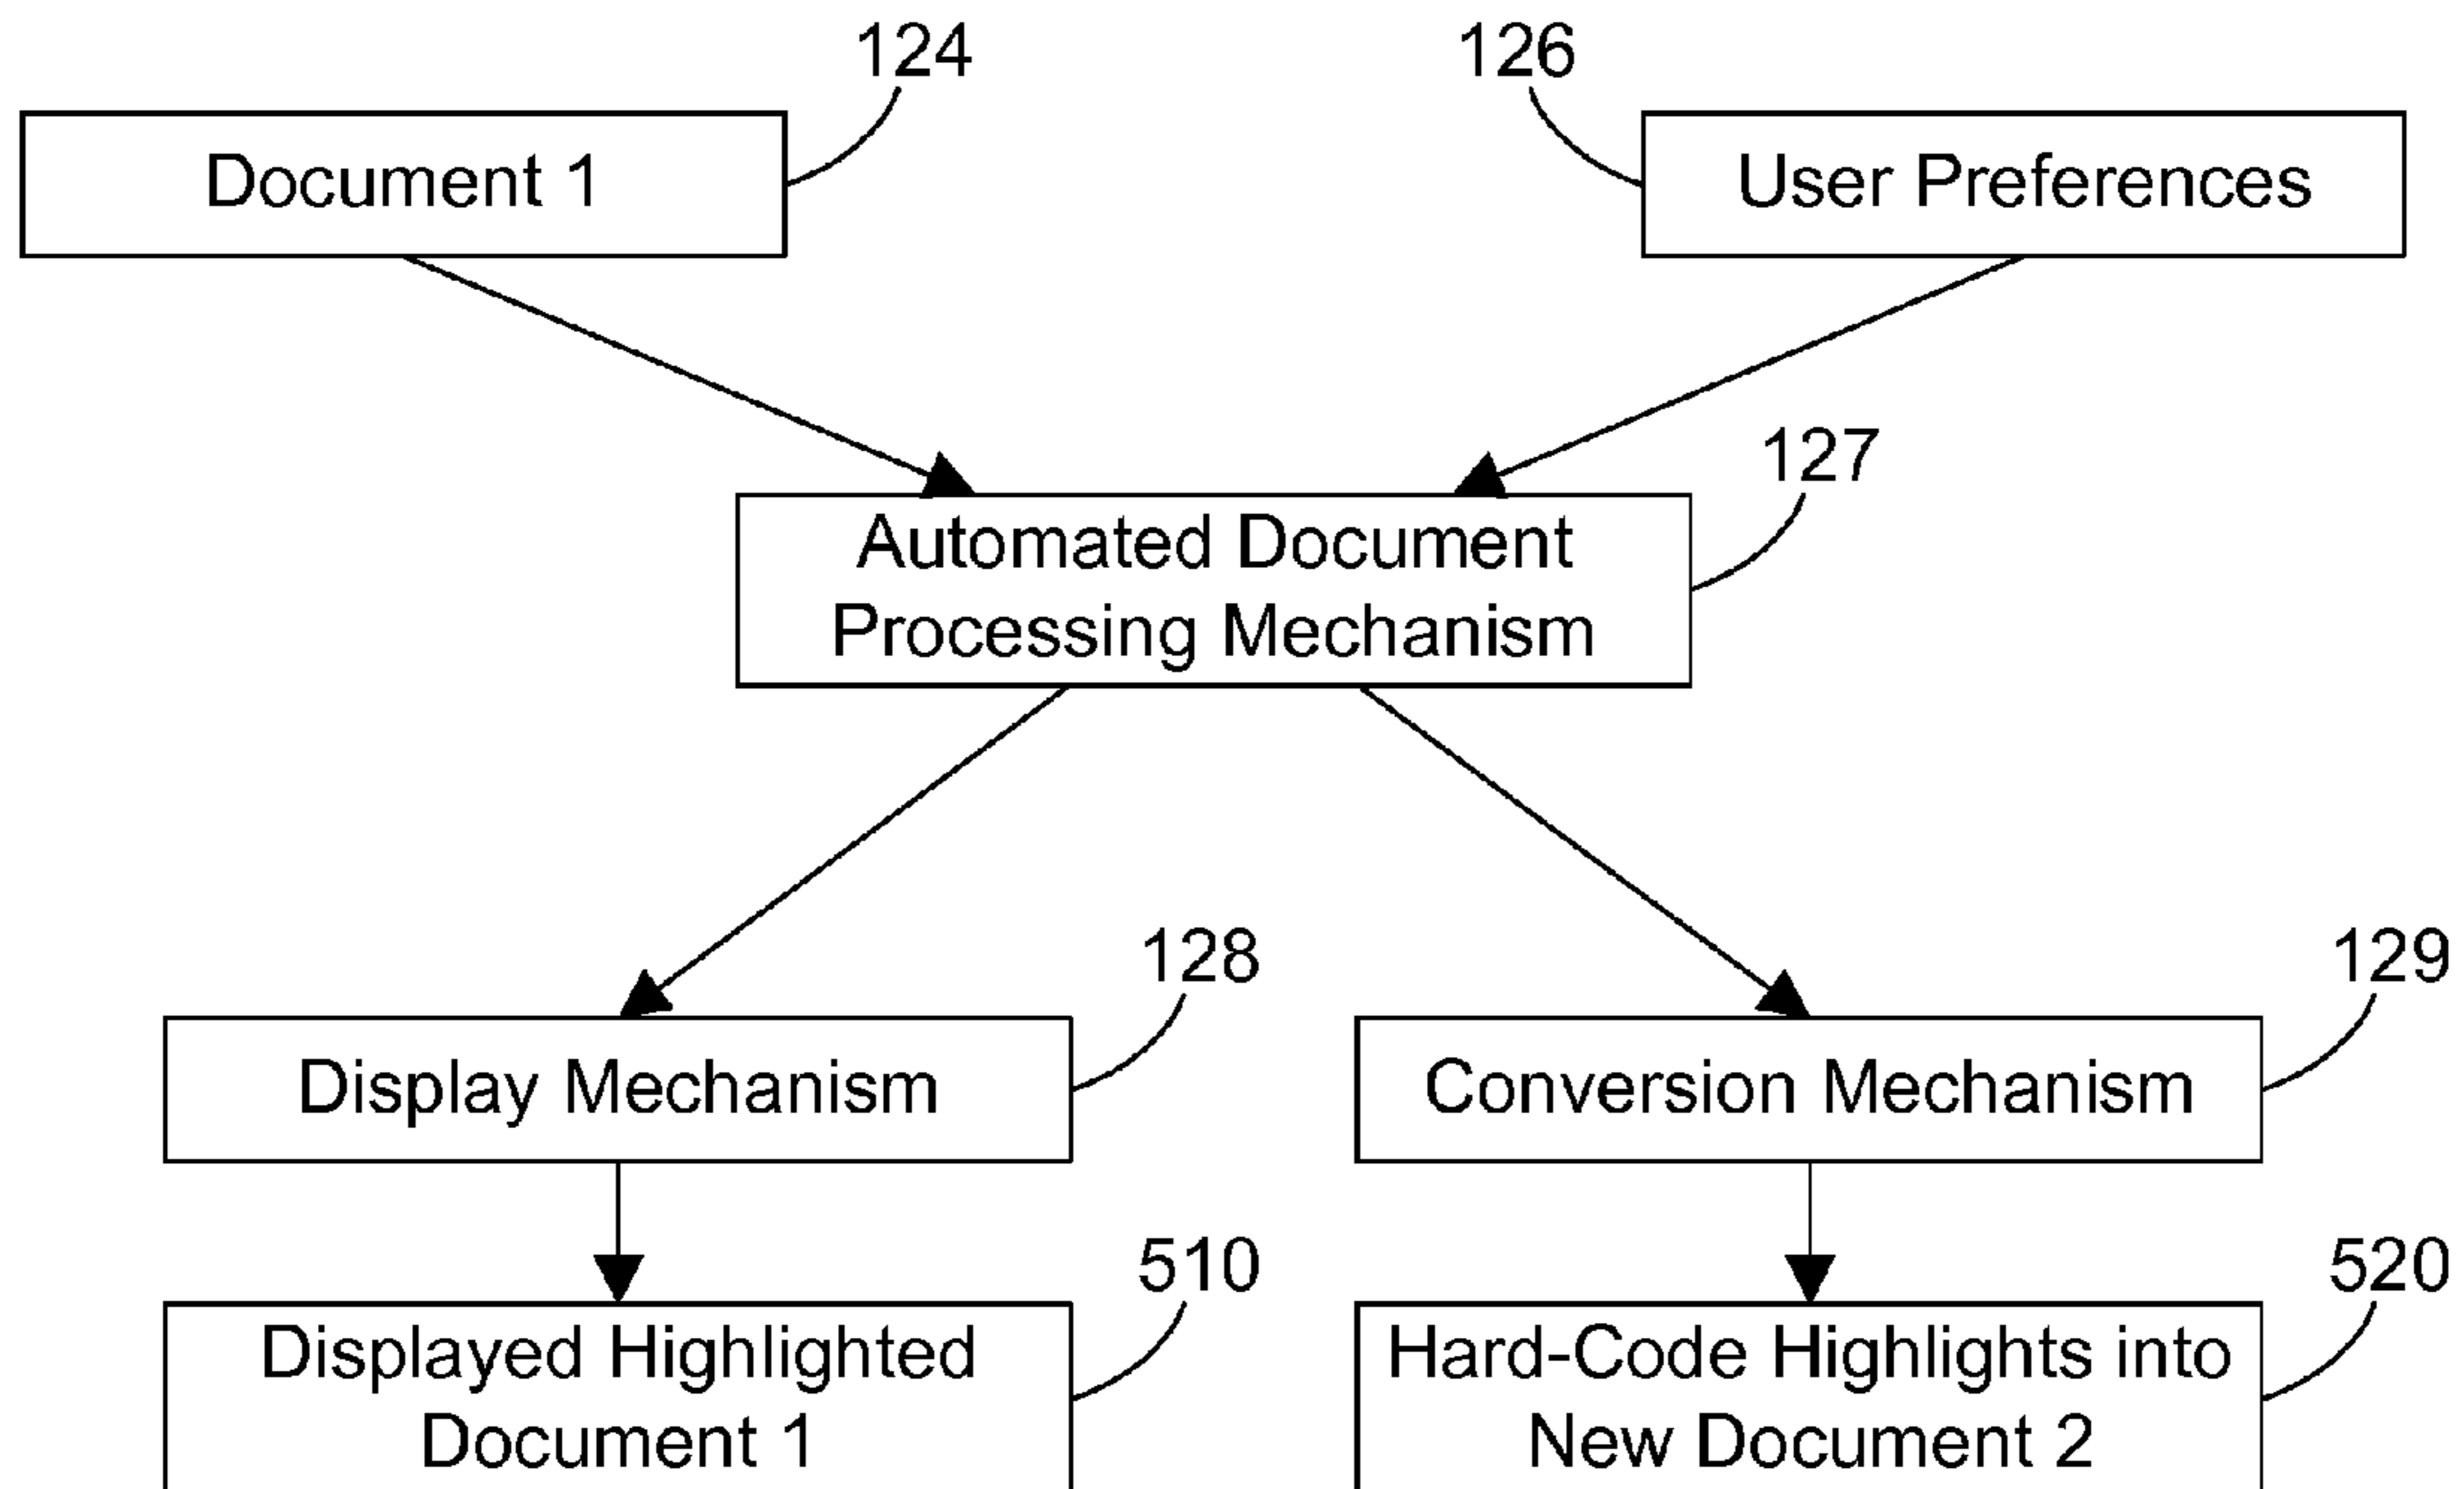 124
126
Document 1
User Preferences
127
Automated Document
Processing Mechanism
128
129
Display Mechanism
Conversion Mechanism
510
520
Displayed Highlighted
Document 1
Hard-Code Highlights into
New Document 2